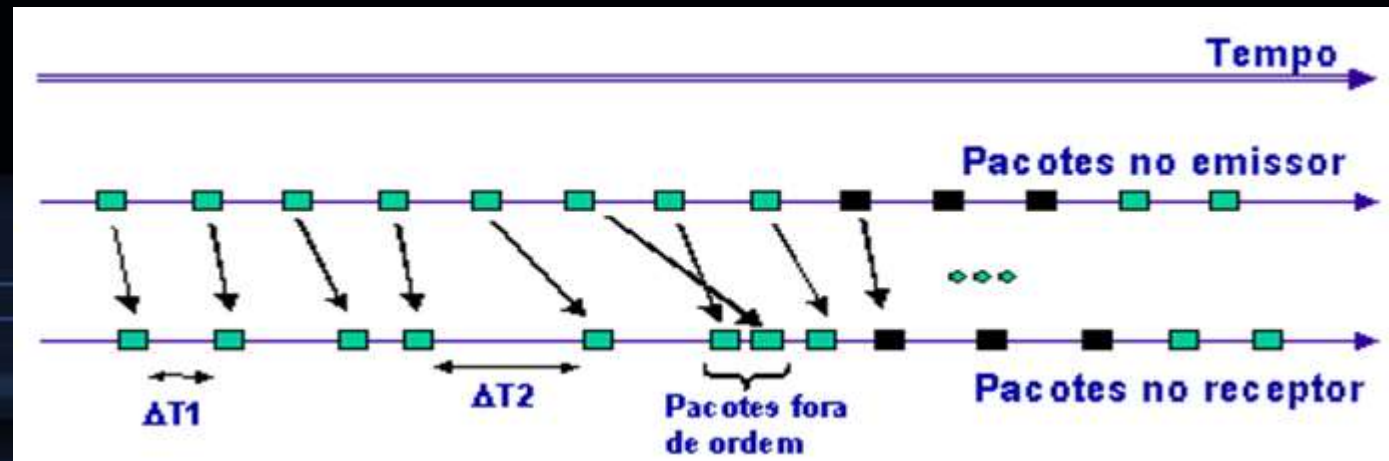 Tempo
Pacotes no emissor
ΔT1
ΔT2
Pacotes fora
de ordem
Pacotes no receptor